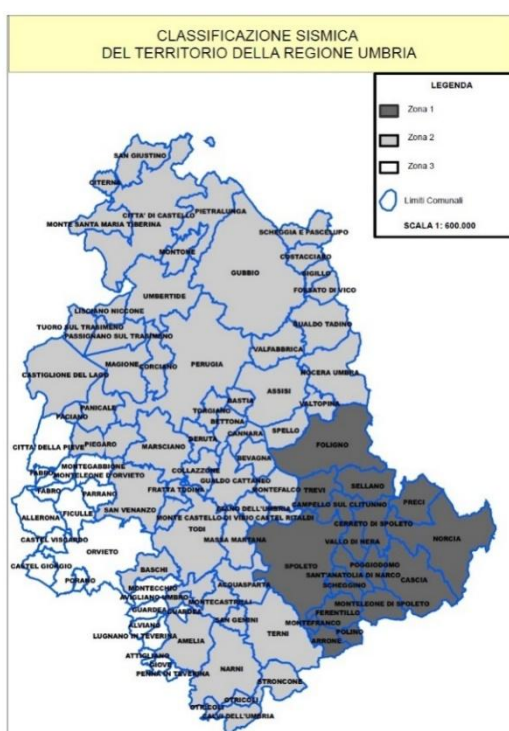 CLASSIFICAZIONE SISMICA
DEL TERRITORIO DELLA REGIONE UMBRIA
LEGENDA
Zona 1
Zona 2
Zona 3
Limiti Comunali
SCALA 1: 600.000
SAN GIUSTINO
CITERNA
CITTA' DI CASTELLO
PIETRALUNGA
MONTE SANTA MARIA TIBERINA
SCHEGGIA E PASCELUPO
MONTONE
COSTACCIARO
GUBBIO
SIGILLO
UMBERTIDE
FOSSATO DI VICO
LISCIANO NICCONE
TUORO SUL TRASIMENO
PASSIGNANO SUL TRASIMENO
GUALDO TADINO
VALFABBRICA
MAGIONE
CORCIANO
PERUGIA
CASTIGLIONE DEL LAGO
NOCERA UMBRA
ASSISI
BASTIA
VALTOPINA
PANICALE
TORGIANO
PACIANO
BETTONA
SPELLO
CANNARA
FOLIGNO
CITTA' DELLA PIEVE
PIEGARO
MARSCIANO
DERUTA
BEVAGNA
MONTEGABBIONE
COLLAZZONE
FABRO
MONTELEONE D'ORVIETO
GUALDO CATTANEO
SELLANO
FABRO
PARRANO
FRATTA TODINA
MONTEFALCO
TREVI
PRECI
ALLERONA
FICULLE
SAN VENANZO
GIANO DELL'UMBRIA
CAMPELLO SUL CLITUNNO
MONTE CASTELLO DI VIBIO
CASTEL RITALDI
CERRETO DI SPOLETO
TODI
CASTEL VISCARDO
MASSA MARTANA
VALLO DI NERA
NORCIA
ORVIETO
CASTEL GIORGIO
BASCHI
SPOLETO
POGGIODOMO
PORANO
SANT'ANATOLIA DI NARCO
MONTECCHIO
ACQUASPARTA
SCHEGGINO
CASCIA
AVIGLIANO UMBRO
MONTECASTRILLI
MONTELEONE DI SPOLETO
GUARDEA
GUARDEA
FERENTILLO
ALVIANO
SAN GEMINI
MONTEFRANCO
LUGNANO IN TEVERINA
TERNI
POLINO
AMELIA
ARRONE
ATTIGLIANO
GIOVE
NARNI
PENNA IN TEVERINA
STRONCONE
OTRICOLI
OTRICOLI
CALVI DELL'UMBRIA